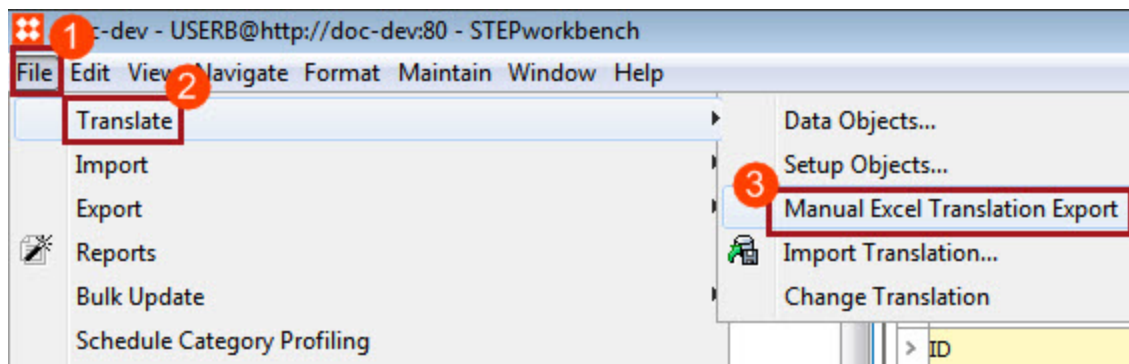 -dev - USERB@http://doc-dev:80 - STEPworkbench
1
File Edit View Navigate Format Maintain Window Help
2
Translate
Data Objects...
Import
Setup Objects...
3
Export
Manual Excel Translation Export
Reports
Import Translation...
Bulk Update
Change Translation
Schedule Category Profiling
> ID